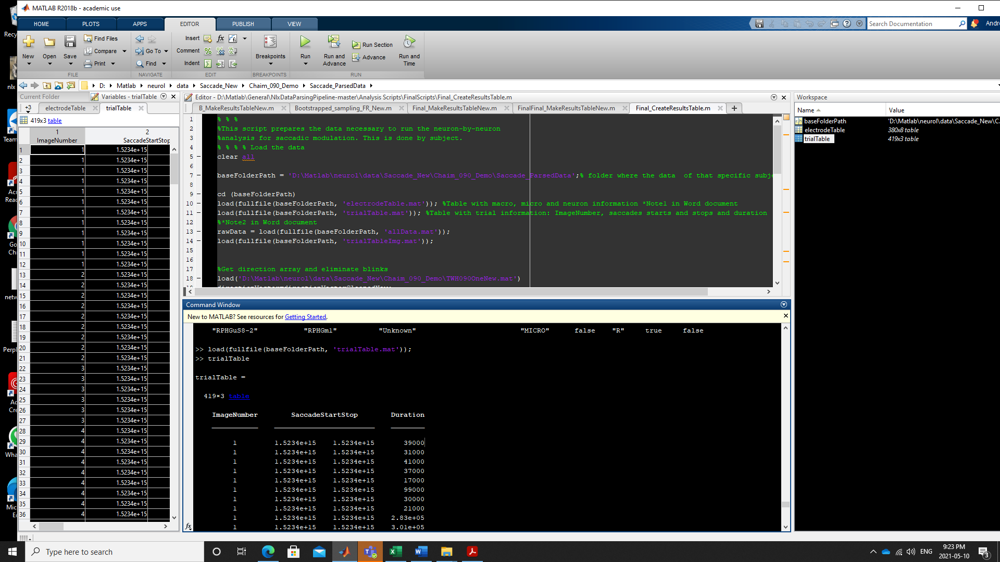 MATLAB R2018b - academic use
HOME PLOTS APPS EDITOR PUBLISH VIEW
Search Documentation
Andre
New Open Save
Find Files
Compare
Print
FILE
Go To
Find
NAVIGATE
Insert
Comment
Indent
EDIT
Breakpoints
BREAKPOINTS
Run
Run and Advance
Run Section
Advance
Run and Time
RUN
D: Matlab neurol data Saccade_New Chaim_090_Demo Saccade_ParsedData
Current Folder
Variables - trialTable
+3 electrodeTable trialTable
419x3 table
1 2
ImageNumber SaccadeStartStop
1 1 1.5234e+15
2 1 1.5234e+15
3 1 1.5234e+15
4 1 1.5234e+15
5 1 1.5234e+15
6 1 1.5234e+15
7 1 1.5234e+15
8 1 1.5234e+15
9 1 1.5234e+15
10 1 1.5234e+15
11 1 1.5234e+15
12 1 1.5234e+15
13 2 1.5234e+15
14 2 1.5234e+15
15 2 1.5234e+15
16 2 1.5234e+15
17 2 1.5234e+15
18 2 1.5234e+15
19 2 1.5234e+15
20 2 1.5234e+15
21 2 1.5234e+15
22 3 1.5234e+15
23 3 1.5234e+15
24 3 1.5234e+15
25 3 1.5234e+15
26 3 1.5234e+15
27 3 1.5234e+15
28 4 1.5234e+15
29 4 1.5234e+15
30 4 1.5234e+15
31 4 1.5234e+15
32 4 1.5234e+15
33 4 1.5234e+15
34 4 1.5234e+15
35 4 1.5234e+15
36 4 1.5234e+15
Editor - D:\Matlab\General\NlxDataParsingPipeline-master\Analysis Scripts\FinalScripts\Final_CreateResultsTable.m
B_MakeResultsTableNew.m Bootstrapped_sampling_FR_New.m Final_MakeResultsTableNew.m FinalFinal_MakeResultsTableNew.m Final_CreateResultsTable.m
1 % % %
2 %This script prepares the data necessary to run the neuron-by-neuron
3 %analysis for saccadic modulation. This is done by subject.
4 % % % % Load the data
5 clear all
6
7 baseFolderPath = 'D:\Matlab\neurol\data\Saccade_New\Chaim_090_Demo\Saccade_ParsedData';% folder where the data  of that specific subje
8
9 cd (baseFolderPath)
10 load(fullfile(baseFolderPath, 'electrodeTable.mat')); %Table with macro, micro and neuron information *Note1 in Word document
11 load(fullfile(baseFolderPath, 'trialTable.mat')); %Table with trial information: ImageNumber, saccades starts and stops and duration
12 %*Note2 in Word document
13 rawData = load(fullfile(baseFolderPath, 'allData.mat'));
14 load(fullfile(baseFolderPath, 'trialTableImg.mat'));
15
16
17 %Get direction array and eliminate blinks
18 load('D:\Matlab\neurol\data\Saccade_New\Chaim_090_Demo\TWH090OneNew.mat')
Command Window
New to MATLAB? See resources for Getting Started.
"RPHGuS8-2" "RPHGm1" "Unknown" "MICRO" false "R" true false
>> load(fullfile(baseFolderPath, 'trialTable.mat'));
>> trialTable
trialTable =
419×3 table
ImageNumber SaccadeStartStop Duration
1 1.5234e+15 1.5234e+15 39000
1 1.5234e+15 1.5234e+15 31000
1 1.5234e+15 1.5234e+15 41000
1 1.5234e+15 1.5234e+15 37000
1 1.5234e+15 1.5234e+15 17000
1 1.5234e+15 1.5234e+15 99000
1 1.5234e+15 1.5234e+15 30000
1 1.5234e+15 1.5234e+15 21000
1 1.5234e+15 1.5234e+15 2.83e+05
1 1.5234e+15 1.5234e+15 3.01e+05
Workspace
Name Value
baseFolderPath 'D:\Matlab\neurol\data\Saccade_New\C...
electrodeTable 380x8 table
trialTable 419x3 table
Recy
nlx
Team
Acr
Read
Go
Chr
netw
Perpl
Ad
Cre
Wha
Micr
Ed
Type here to search
ENG
9:23 PM
2021-05-10
3